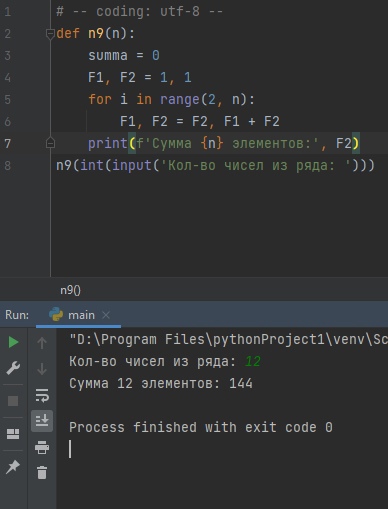 1 # -- coding: utf-8 --
2 def n9(n):
3 summa = 0
4 F1, F2 = 1, 1
5 for i in range(2, n):
6 F1, F2 = F2, F1 + F2
7 print(f'Сумма {n} элементов:', F2)
8 n9(int(input('Кол-во чисел из ряда: ')))
n9()
Run: main ×
"D:\Program Files\pythonProject1\venv\Sc
Кол-во чисел из ряда: 12
Сумма 12 элементов: 144
Process finished with exit code 0